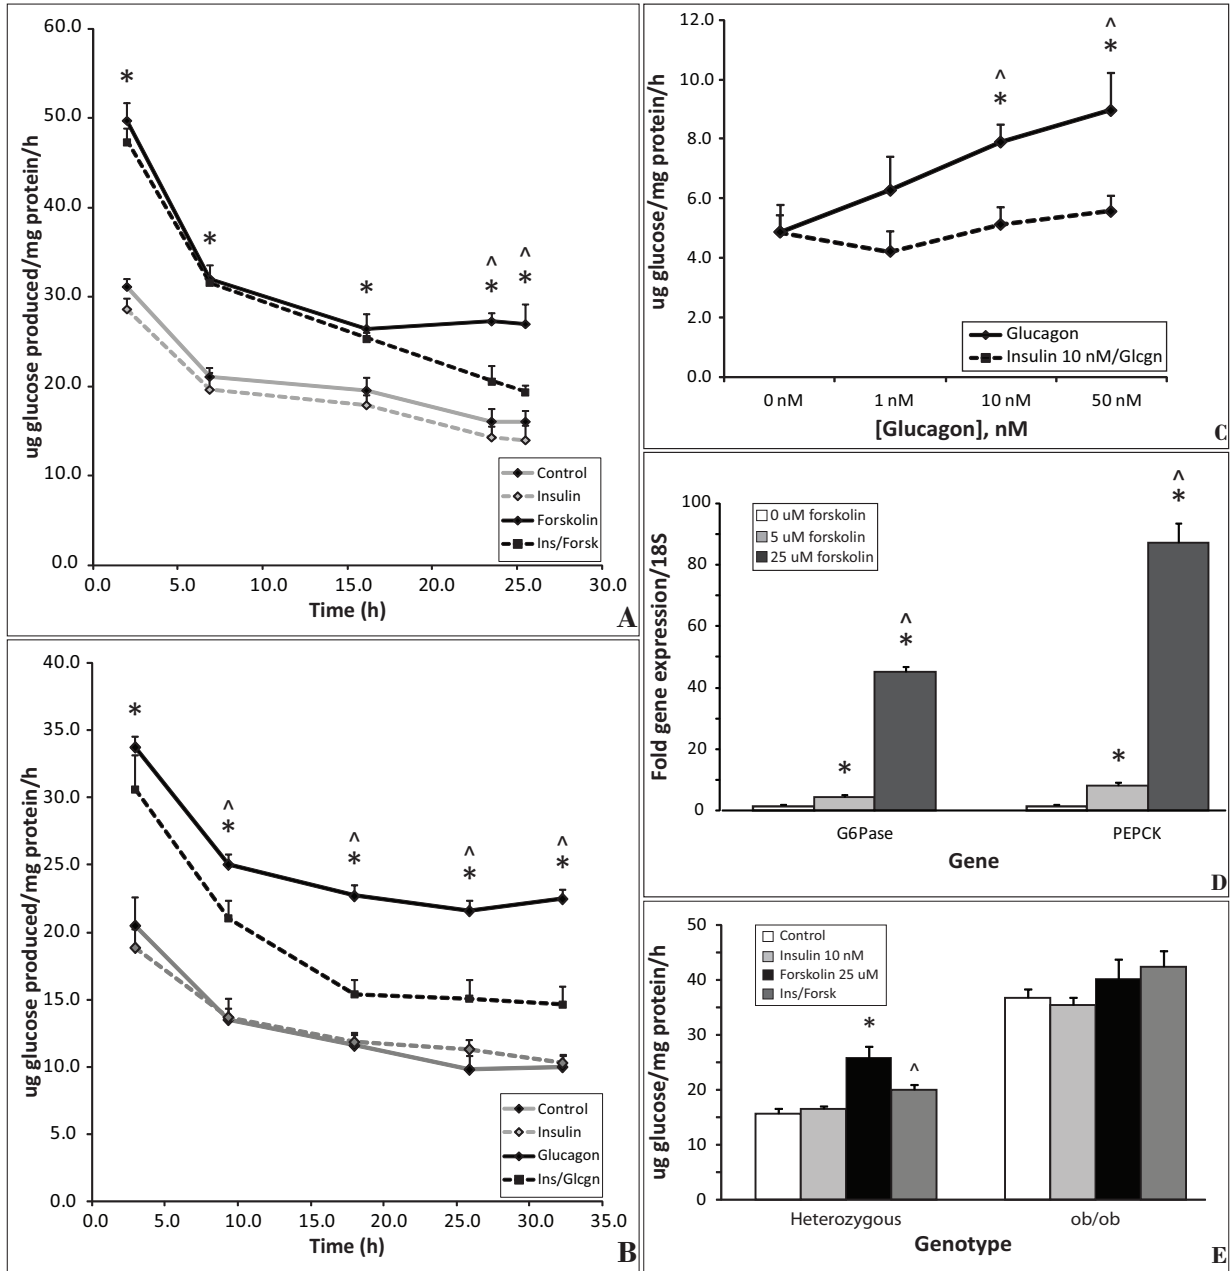 60.0
50.0
40.0
30.0
20.0
10.0
0.0
ug glucose produced/mg protein/h
*
*
*
^
*
^
*
Control
Insulin
Forskolin
Ins/Forsk
0.0 5.0 10.0 15.0 20.0 25.0 30.0
Time (h)
A
40.0
35.0
30.0
25.0
20.0
15.0
10.0
5.0
0.0
ug glucose produced/mg protein/h
*
^
*
^
*
^
*
^
*
Control
Insulin
Glucagon
Ins/Glcgn
0.0 5.0 10.0 15.0 20.0 25.0 30.0 35.0
Time (h)
B
12.0
10.0
8.0
6.0
4.0
2.0
0.0
ug glucose/mg protein/h
^
*
^
*
Glucagon
Insulin 10 nM/Glcgn
0 nM 1 nM 10 nM 50 nM
[Glucagon], nM
C
100
80
60
40
20
0
Fold gene expression/18S
0 uM forskolin
5 uM forskolin
25 uM forskolin
*
^
*
*
^
*
G6Pase PEPCK
Gene
D
50
40
30
20
10
0
ug glucose/mg protein/h
Control
Insulin 10 nM
Forskolin 25 uM
Ins/Forsk
*
^
Heterozygous ob/ob
Genotype
E